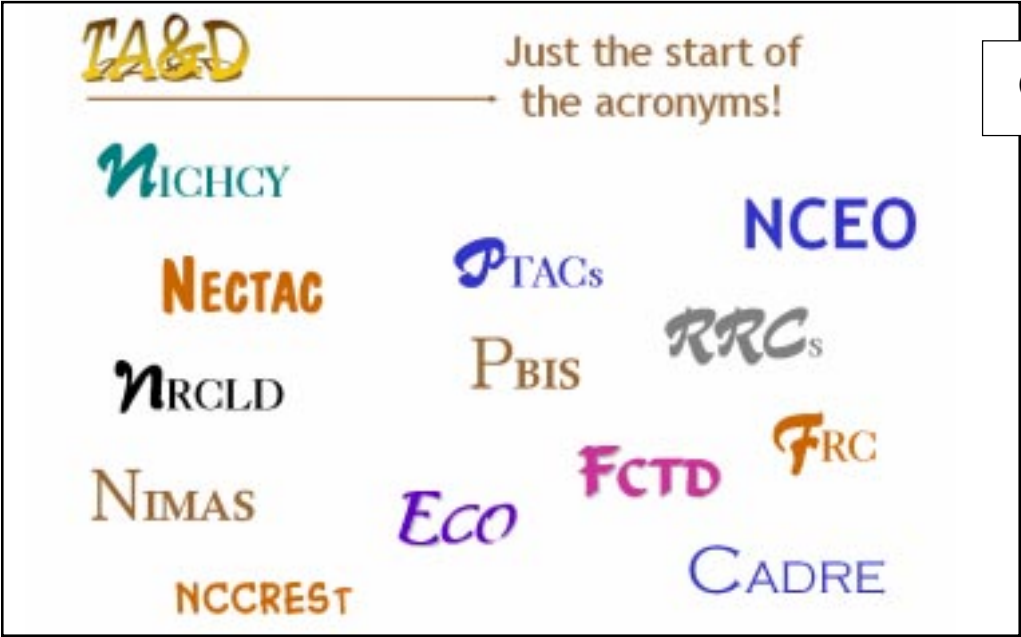 TA&D
Just the start of
the acronyms!
NICHCY
NCEO
PTACs
NECTAC
RRCs
PBIS
NRCLD
FRC
FCTD
NIMAS
ECO
CADRE
NCCREST